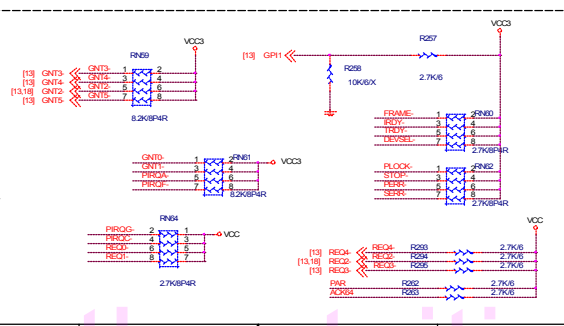 VCC3
RN59
VCC3
R257
[13] GPI1
R258
10K/6/X
2.7K/6
[13] GNT3- GNT3- 1 2
[13] GNT4- GNT4- 3 4
[13,18] GNT2- GNT2- 5 6
[13] GNT5- GNT5- 7 8
8.2K/8P4R
FRAME- 1 2 RN60
IRDY- 3 4
TRDY- 5 6
DEVSEL- 7 8
2.7K/8P4R
GNT0- 1 2 RN61
GNT1- 3 4 VCC3
PIRQA- 5 6
PIRQF- 7 8
8.2K/8P4R
PLOCK- 1 2 RN62
STOP- 3 4
PERR- 5 6
SERR- 7 8
2.7K/8P4R
RN64
PIRQG- 2 1
PIRQC- 4 3 VCC
REQ0- 6 5
REQ1- 8 7
2.7K/8P4R
VCC
[13] REQ4- REQ4- R293 2.7K/6
[13,18] REQ2- REQ2- R294 2.7K/6
[13] REQ3- REQ3- R295 2.7K/6
PAR R262 2.7K/6
ACK64 R263 2.7K/6